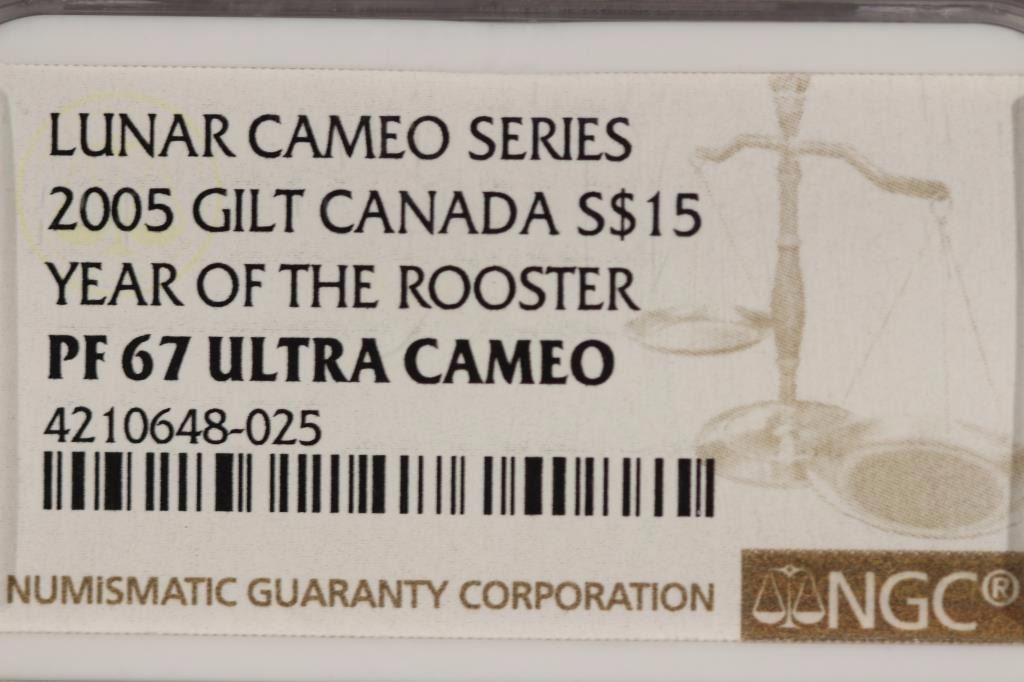 LUNAR CAMEO SERIES
2005 GILT CANADA S$15
YEAR OF THE ROOSTER
PF 67 ULTRA CAMEO
4210648-025
NUMiSMATIC GUARANTY CORPORATION
NGC®